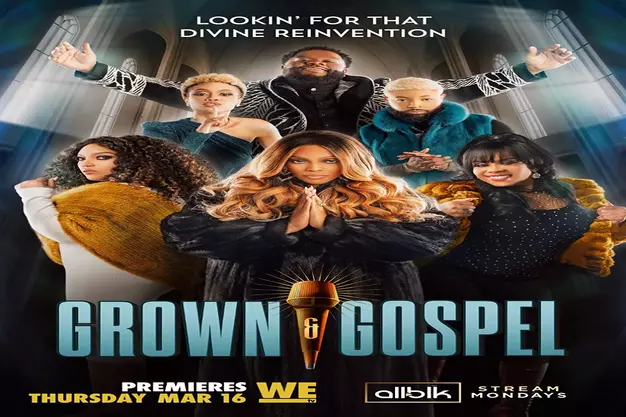 LOOKIN' FOR THAT
DIVINE REINVENTION
GROWN & GOSPEL
PREMIERES
THURSDAY MAR 16
WE tv
allblk
STREAM
MONDAYS